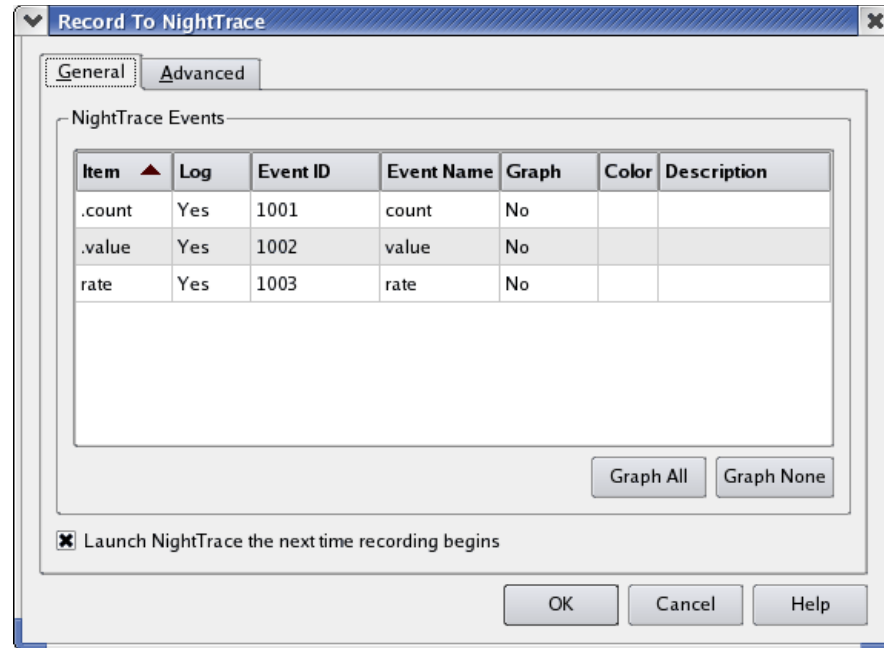 Record To NightTrace
General Advanced
NightTrace Events
Item Log Event ID Event Name Graph Color Description
.count Yes 1001 count No
.value Yes 1002 value No
rate Yes 1003 rate No
Graph All Graph None
Launch NightTrace the next time recording begins
OK Cancel Help